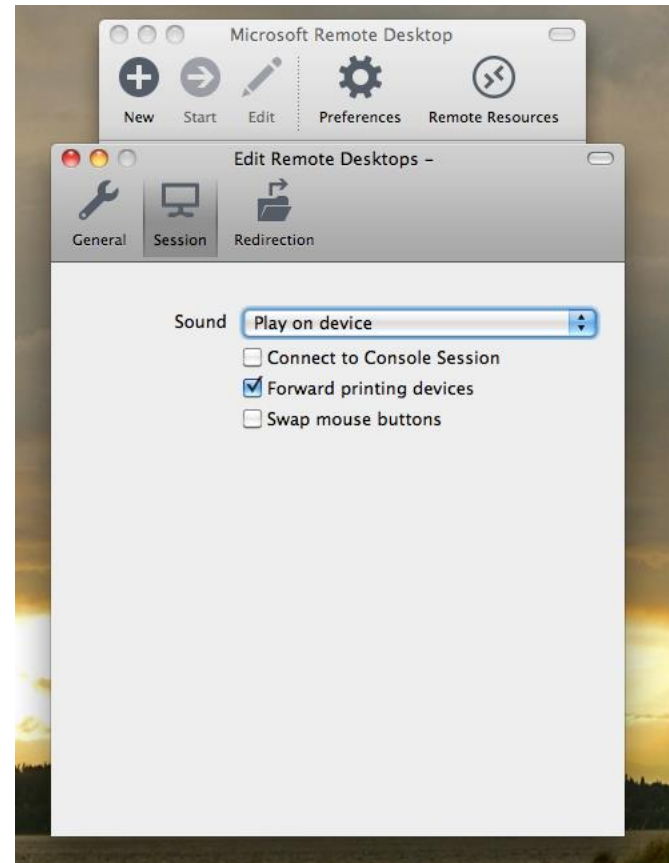 Microsoft Remote Desktop
New Start Edit Preferences Remote Resources
Edit Remote Desktops –
General Session Redirection
Sound Play on device
Connect to Console Session
Forward printing devices
Swap mouse buttons